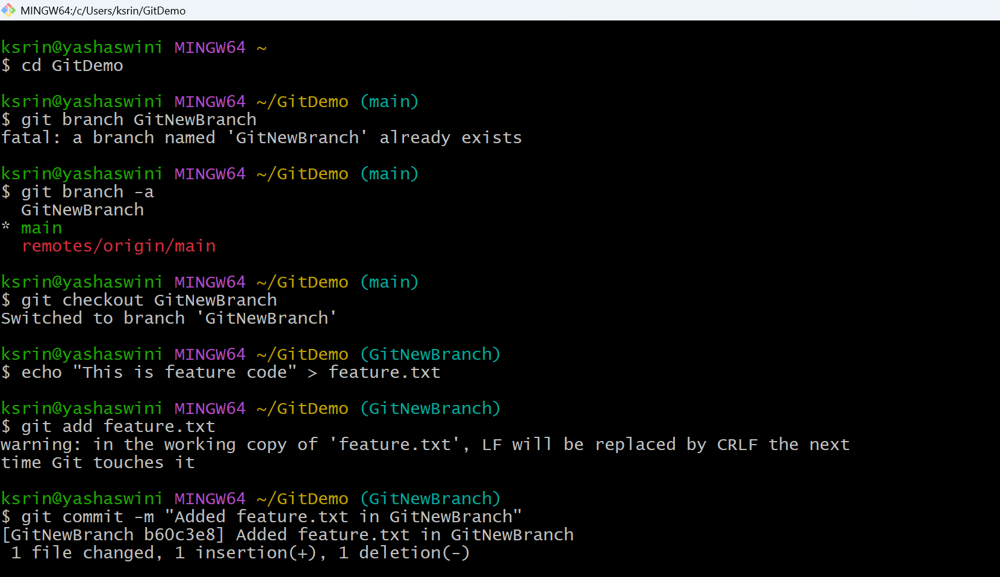 MINGW64:/c/Users/ksrin/GitDemo
ksrin@yashaswini MINGW64 ~
$ cd GitDemo
ksrin@yashaswini MINGW64 ~/GitDemo (main)
$ git branch GitNewBranch
fatal: a branch named 'GitNewBranch' already exists
ksrin@yashaswini MINGW64 ~/GitDemo (main)
$ git branch -a
  GitNewBranch
* main
  remotes/origin/main
ksrin@yashaswini MINGW64 ~/GitDemo (main)
$ git checkout GitNewBranch
Switched to branch 'GitNewBranch'
ksrin@yashaswini MINGW64 ~/GitDemo (GitNewBranch)
$ echo "This is feature code" > feature.txt
ksrin@yashaswini MINGW64 ~/GitDemo (GitNewBranch)
$ git add feature.txt
warning: in the working copy of 'feature.txt', LF will be replaced by CRLF the next
time Git touches it
ksrin@yashaswini MINGW64 ~/GitDemo (GitNewBranch)
$ git commit -m "Added feature.txt in GitNewBranch"
[GitNewBranch b60c3e8] Added feature.txt in GitNewBranch
 1 file changed, 1 insertion(+), 1 deletion(-)